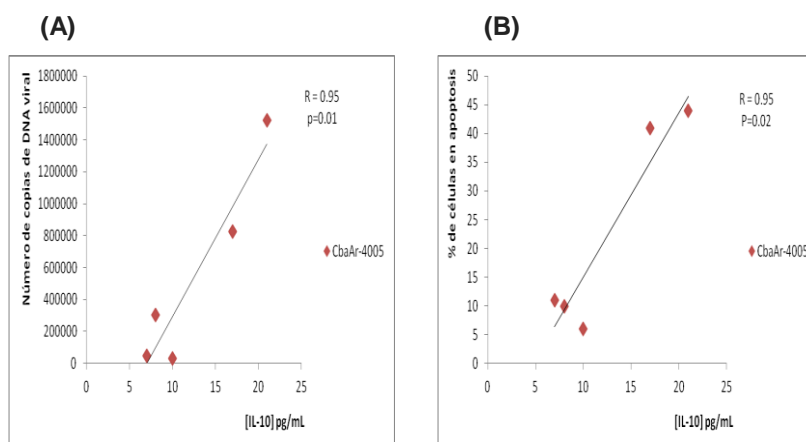 (A)
Número de copias de DNA viral
1800000
1600000
1400000
1200000
1000000
800000
600000
400000
200000
0
R = 0.95
p=0.01
CbaAr-4005
0 5 10 15 20 25
[IL-10] pg/mL
(B)
% de células en apoptosis
50
45
40
35
30
25
20
15
10
5
0
R = 0.95
P=0.02
CbaAr-4005
0 5 10 15 20 25
[IL-10] pg/mL